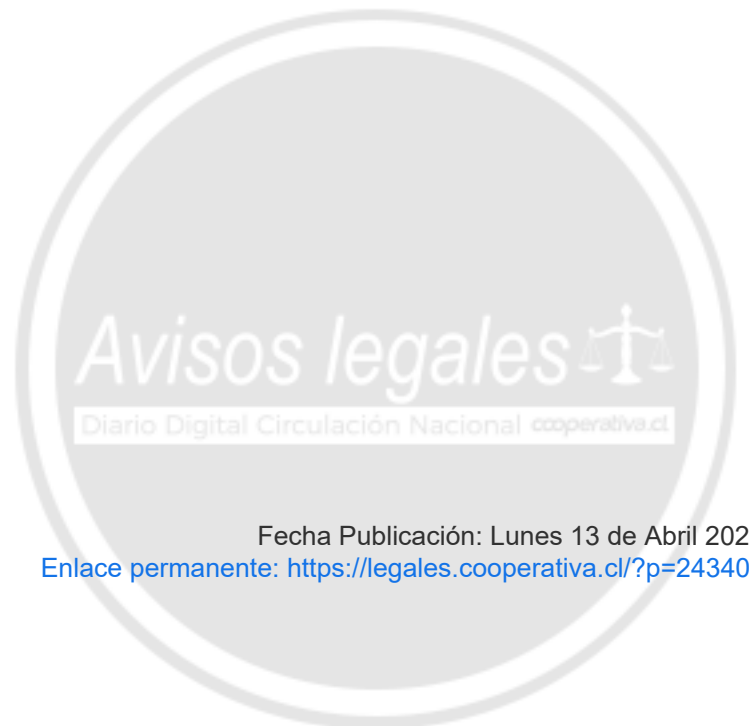 Avisos legales
Diario Digital Circulación Nacional cooperativa.cl
Fecha Publicación: Lunes 13 de Abril 202
Enlace permanente: https://legales.cooperativa.cl/?p=24340